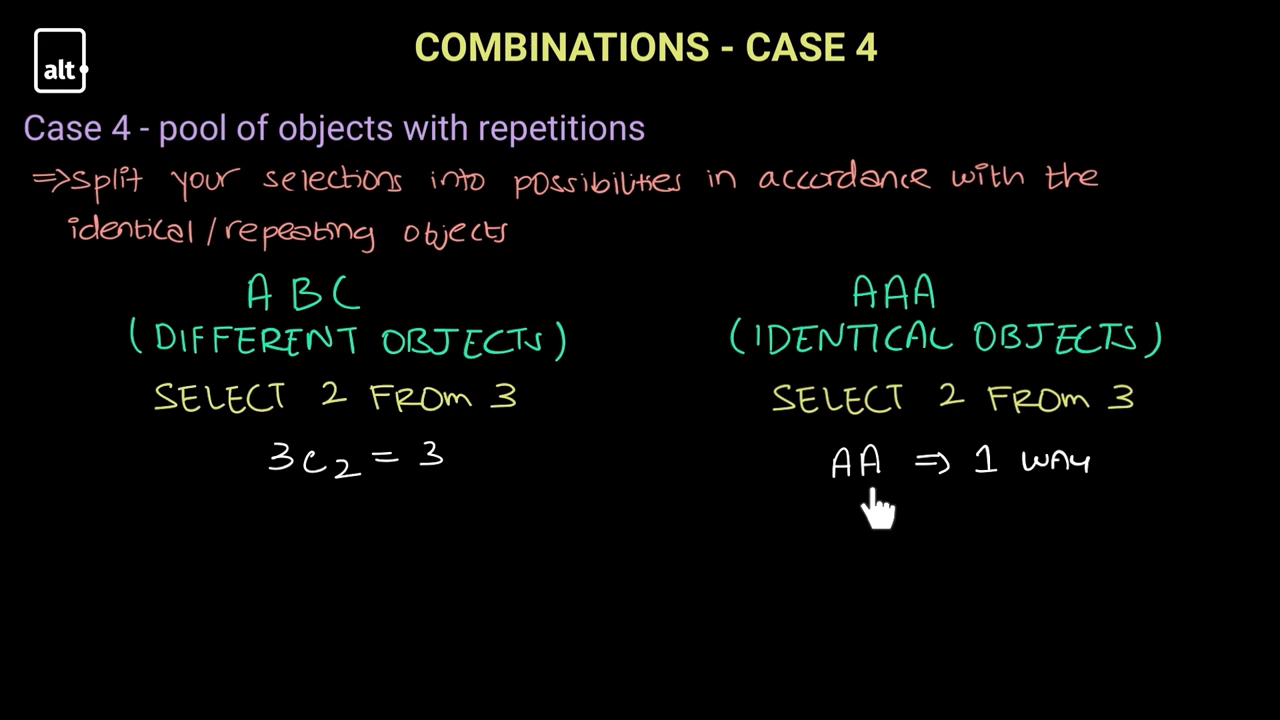 alt
COMBINATIONS - CASE 4
Case 4 - pool of objects with repetitions
=> split your selections into possibilities in accordance with the
identical/repeating objects
A B C
(DIFFERENT OBJECTS)
SELECT 2 FROM 3
3C₂ = 3
AAA
(IDENTICAL OBJECTS)
SELECT 2 FROM 3
AA => 1 WAY